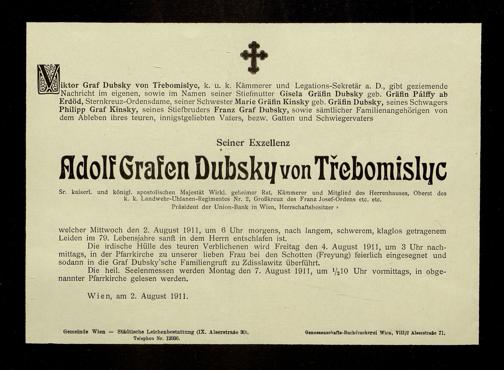 Viktor Graf Dubsky von Třebomislyc, k. u. k. Kämmerer und Legations-Sekretär a. D., gibt geziemende
Nachricht im eigenen, sowie im Namen seiner Stiefmutter Gisela Gräfin Dubsky geb. Gräfin Pálffy ab
Erdöd, Sternkreuz-Ordensdame, seiner Schwester Marie Gräfin Kinsky geb. Gräfin Dubsky, seines Schwagers
Philipp Graf Kinsky, seines Stiefbruders Franz Graf Dubsky, sowie sämtlicher Familienangehörigen von
dem Ableben ihres teuren, innigstgeliebten Vaters, bezw. Gatten und Schwiegervaters
Seiner Exzellenz
Adolf Grafen Dubsky von Třebomislyc
Sr. kaiserl. und königl. apostolischen Majestät Wirkl. geheimer Rat, Kämmerer und Mitglied des Herrenhauses, Oberst des
k. k. Landwehr-Uhlanen-Regimentes Nr. 2, Großkreuz des Franz Josef-Ordens etc. etc.
Präsident der Union-Bank in Wien, Herrschaftsbesitzer
welcher Mittwoch den 2. August 1911, um 6 Uhr morgens, nach langem, schwerem, klaglos getragenem
Leiden im 79. Lebensjahre sanft in dem Herrn entschlafen ist.
Die irdische Hülle des teuren Verblichenen wird Freitag den 4. August 1911, um 3 Uhr nach-
mittags, in der Pfarrkirche zu unserer lieben Frau bei den Schotten (Freyung) feierlich eingesegnet und
sodann in die Graf Dubsky'sche Familiengruft zu Zdisslawitz überführt.
Die heil. Seelenmessen werden Montag den 7. August 1911, um ½10 Uhr vormittags, in obge-
nannter Pfarrkirche gelesen werden.
Wien, am 2. August 1911.
Gemeinde Wien — Städtische Leichenbestattung (IX. Alserstraße 20).
Telephon Nr. 12000.
Genossenschafts-Buchdruckerei Wien, VIII/1 Alserstraße 71.